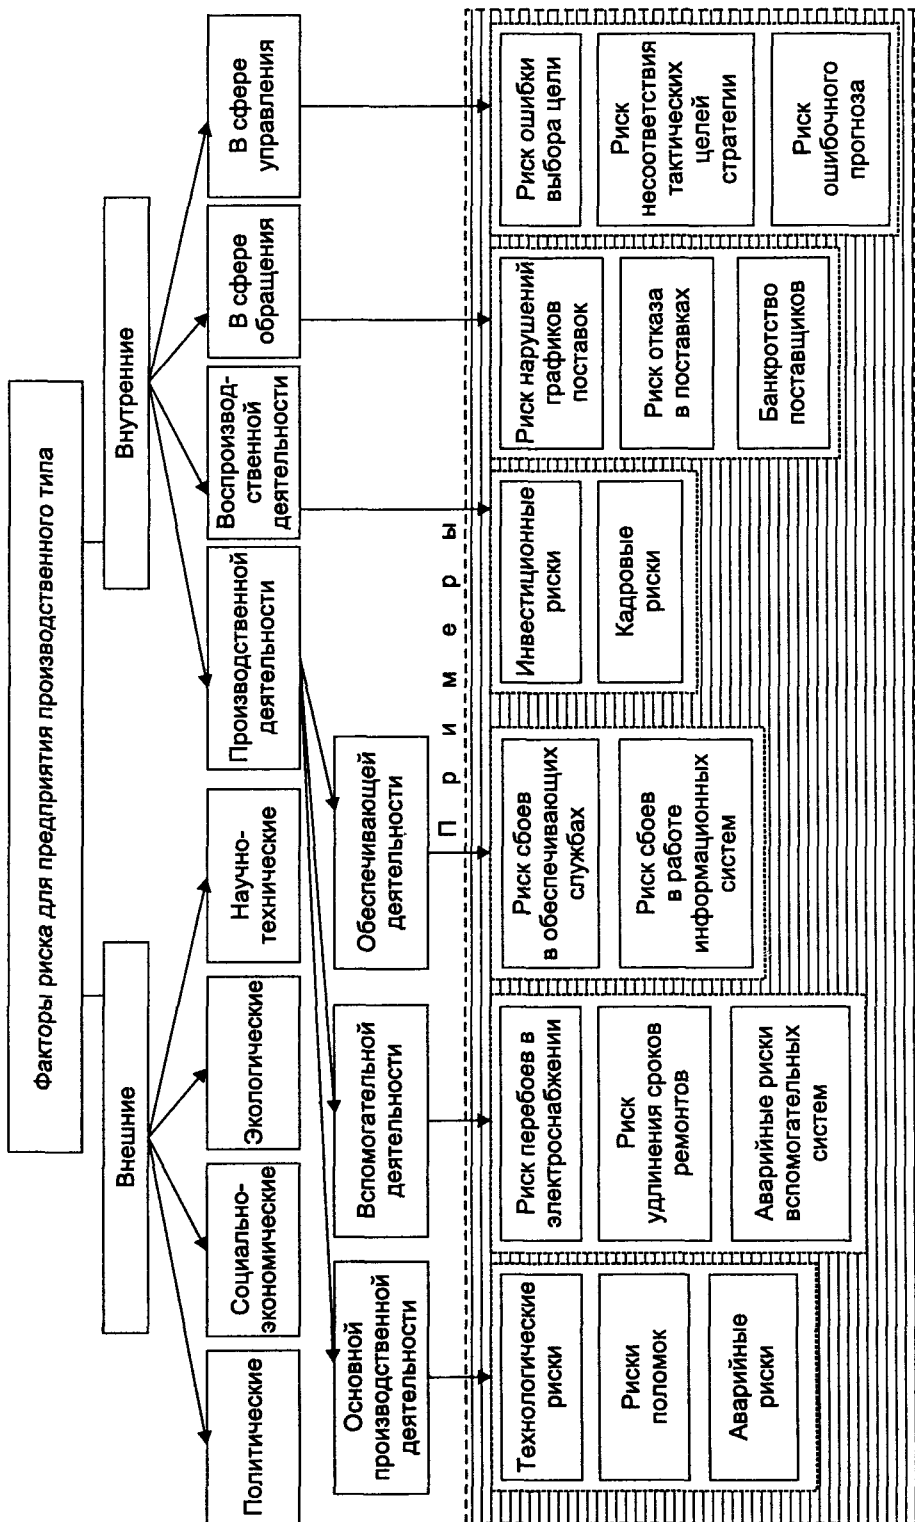 Факторы риска для предприятия производственного типа
Внешние
Внутренние
Политические
Социально-
экономические
Экологические
Научно-
технические
Производственной
деятельности
Воспроизвод-
ственной
деятельности
В сфере
обращения
В сфере
управления
Основной
производственной
деятельности
Вспомогательной
деятельности
Обеспечивающей
деятельности
Примеры
Технологические
риски
Риски
поломок
Аварийные
риски
Риск перебоев в
электроснабжении
Риск
удлинения сроков
ремонтов
Аварийные риски
вспомогательных
систем
Риск сбоев
в обеспечивающих
службах
Риск сбоев
в работе
информационных
систем
Инвестиционные
риски
Кадровые
риски
Риск нарушений
графиков
поставок
Риск отказа
в поставках
Банкротство
поставщиков
Риск ошибки
выбора цели
Риск
несоответствия
тактических
целей
стратегии
Риск
ошибочного
прогноза